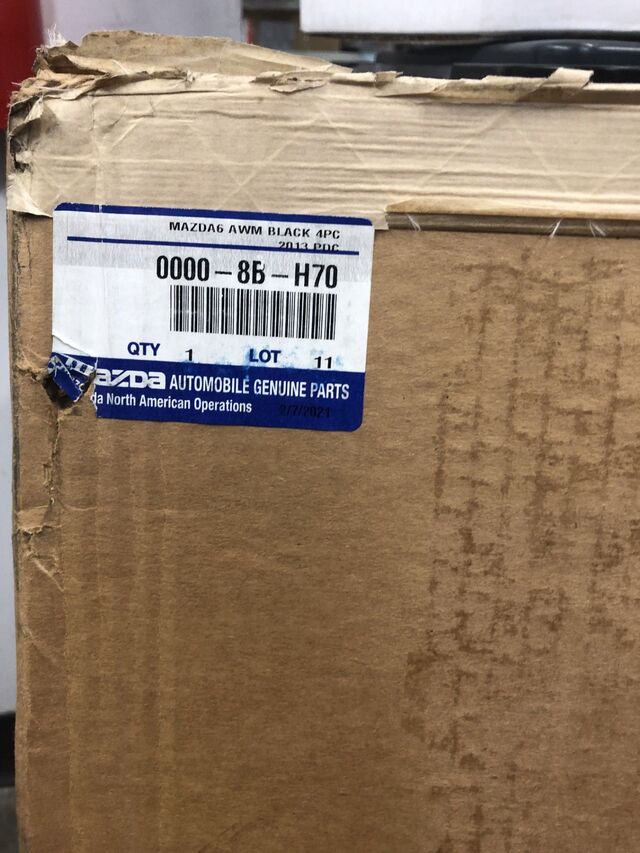 MAZDA6 AWM BLACK 4PC
2013 PDC
0000-8B-H70
QTY 1 LOT 11
mazda AUTOMOBILE GENUINE PARTS
da North American Operations 2/7/2021